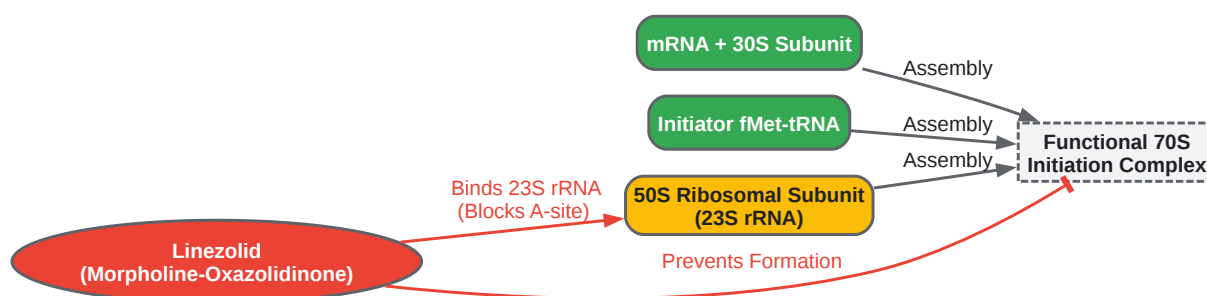 mRNA + 30S Subunit
Assembly
Initiator fMet-tRNA
Assembly
Functional 70S
Initiation Complex
Assembly
Binds 23S rRNA
(Blocks A-site)
50S Ribosomal Subunit
(23S rRNA)
Linezolid
(Morpholine-Oxazolidinone)
Prevents Formation